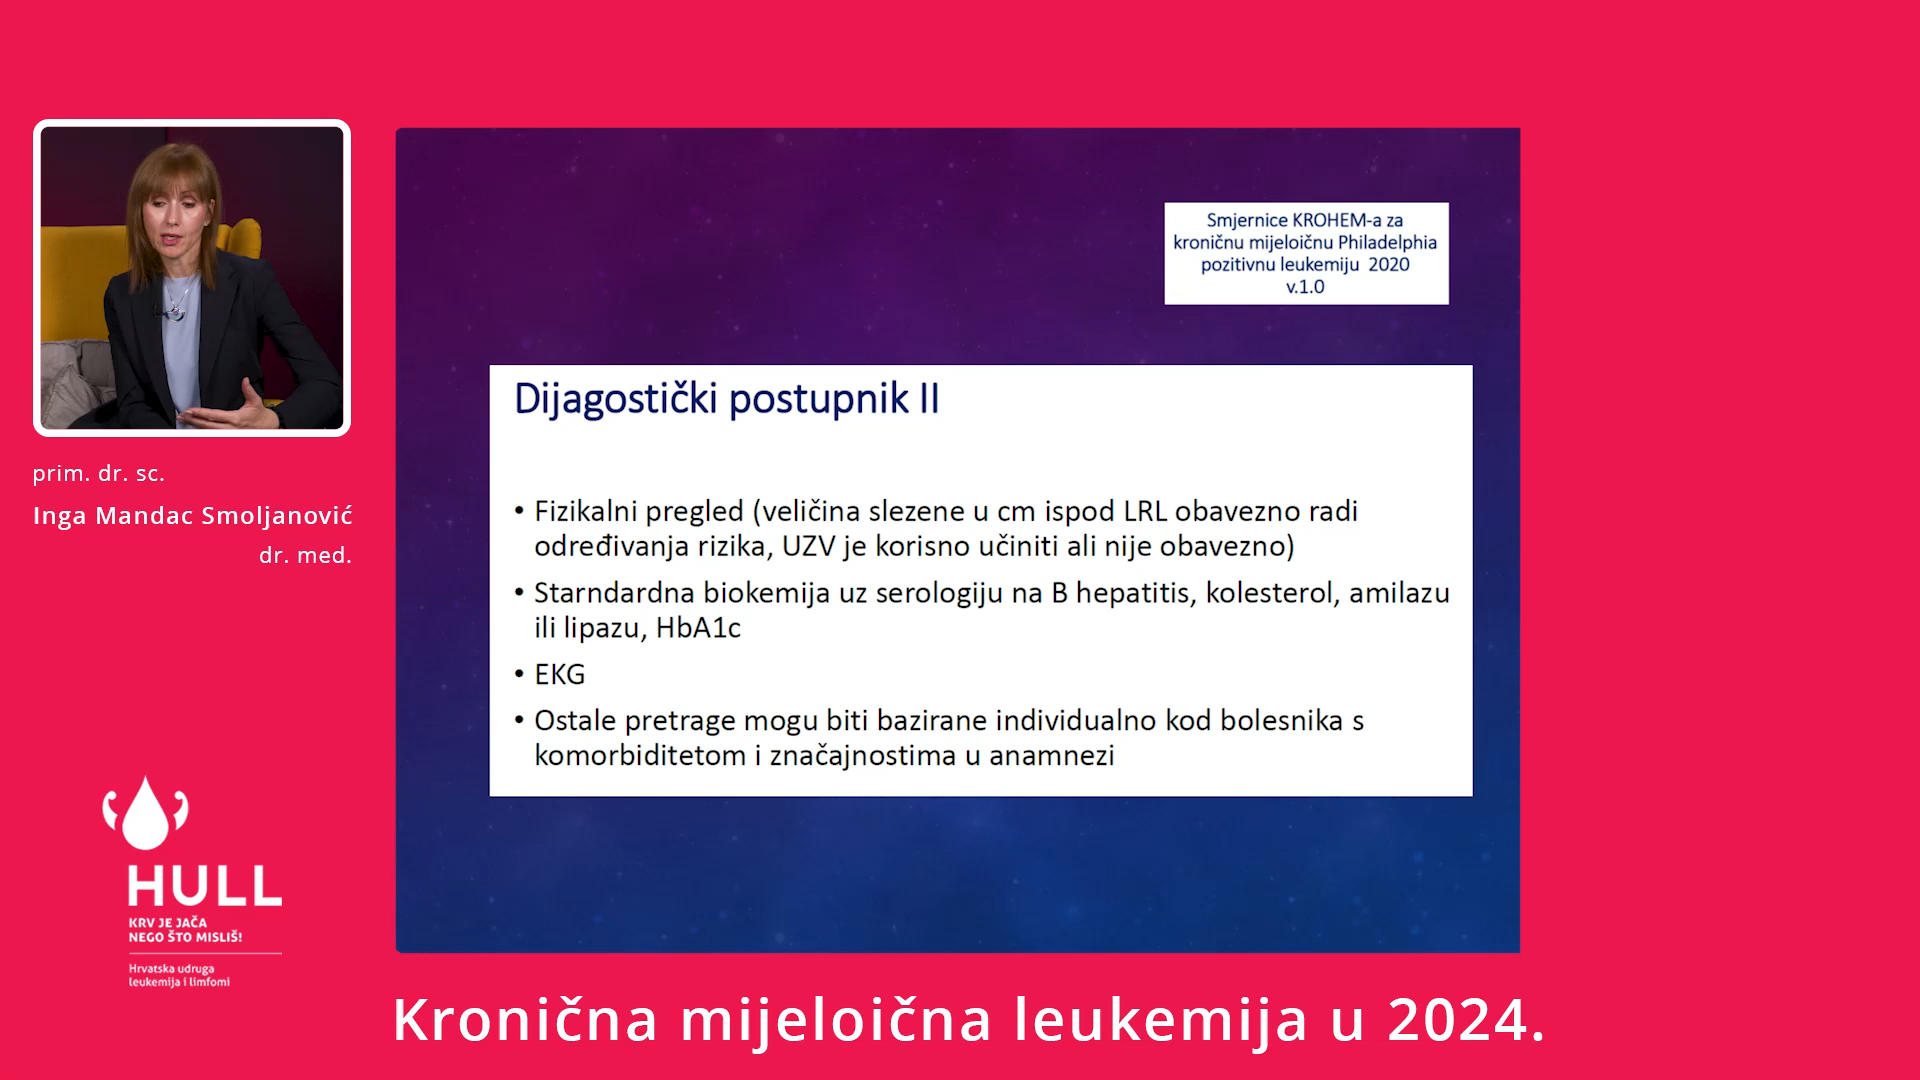 prim. dr. sc.
Inga Mandac Smoljanović
dr. med.
HULL
KRV JE JAČA
NEGO ŠTO MISLIŠ!
Hrvatska udruga
leukemija i limfomi
Smjernice KROHEM-a za
kroničnu mijeloičnu Philadelphia
pozitivnu leukemiju 2020
v.1.0
Dijagostički postupnik II
• Fizikalni pregled (veličina slezene u cm ispod LRL obavezno radi
određivanja rizika, UZV je korisno učiniti ali nije obavezno)
• Starndardna biokemija uz serologiju na B hepatitis, kolesterol, amilazu
ili lipazu, HbA1c
• EKG
• Ostale pretrage mogu biti bazirane individualno kod bolesnika s
komorbiditetom i značajnostima u anamnezi
Kronična mijeloična leukemija u 2024.